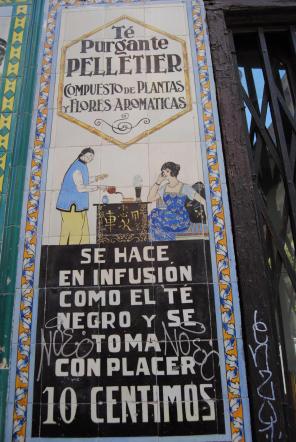 Té
Purgante
PELLETIER
COMPUESTO DE PLANTAS
Y FLORES AROMATICAS
SE HACE
EN INFUSIÓN
COMO EL TÉ
NEGRO Y SE
TOMA
CON PLACER
10 CENTIMOS